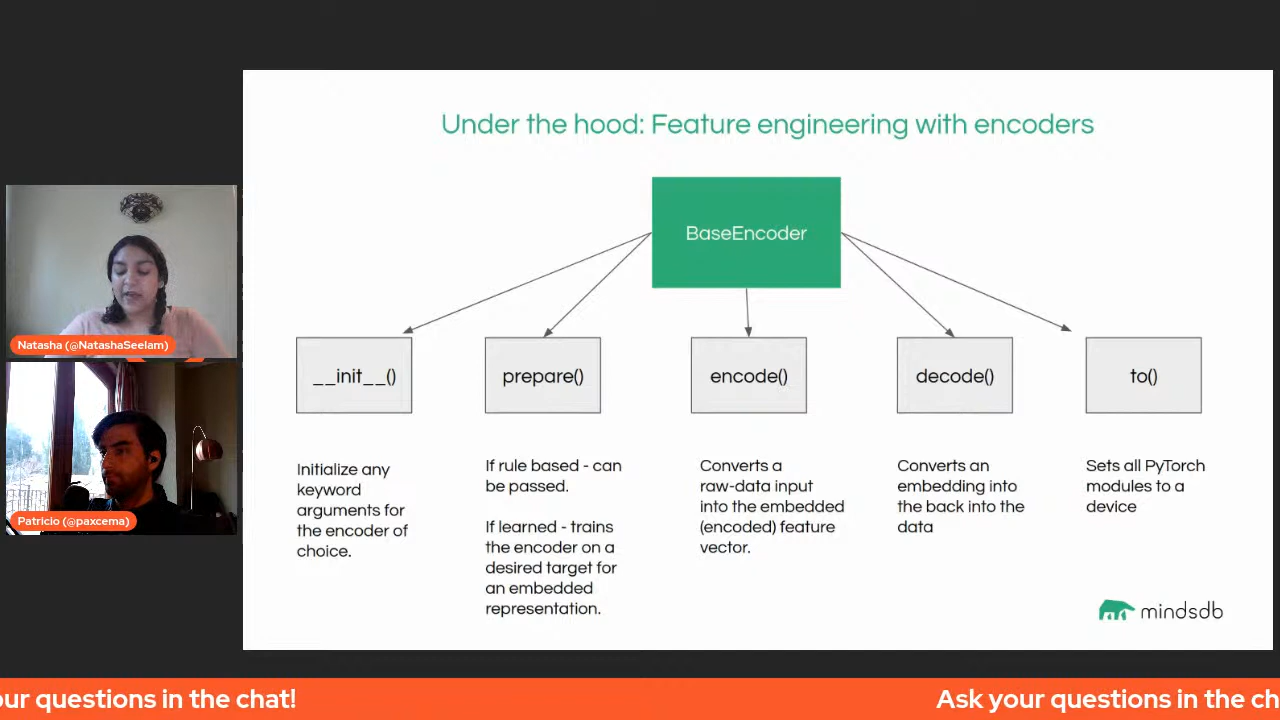 Under the hood: Feature engineering with encoders
BaseEncoder
__init__()
prepare()
encode()
decode()
to()
Initialize any
keyword
arguments for
the encoder of
choice.
If rule based - can
be passed.
If learned - trains
the encoder on a
desired target for
an embedded
representation.
Converts a
raw-data input
into the embedded
(encoded) feature
vector.
Converts an
embedding into
the back into the
data
Sets all PyTorch
modules to a
device
mindsdb
Natasha (@NatashaSeelam)
Patricio (@paxcema)
our questions in the chat!
Ask your questions in the ch